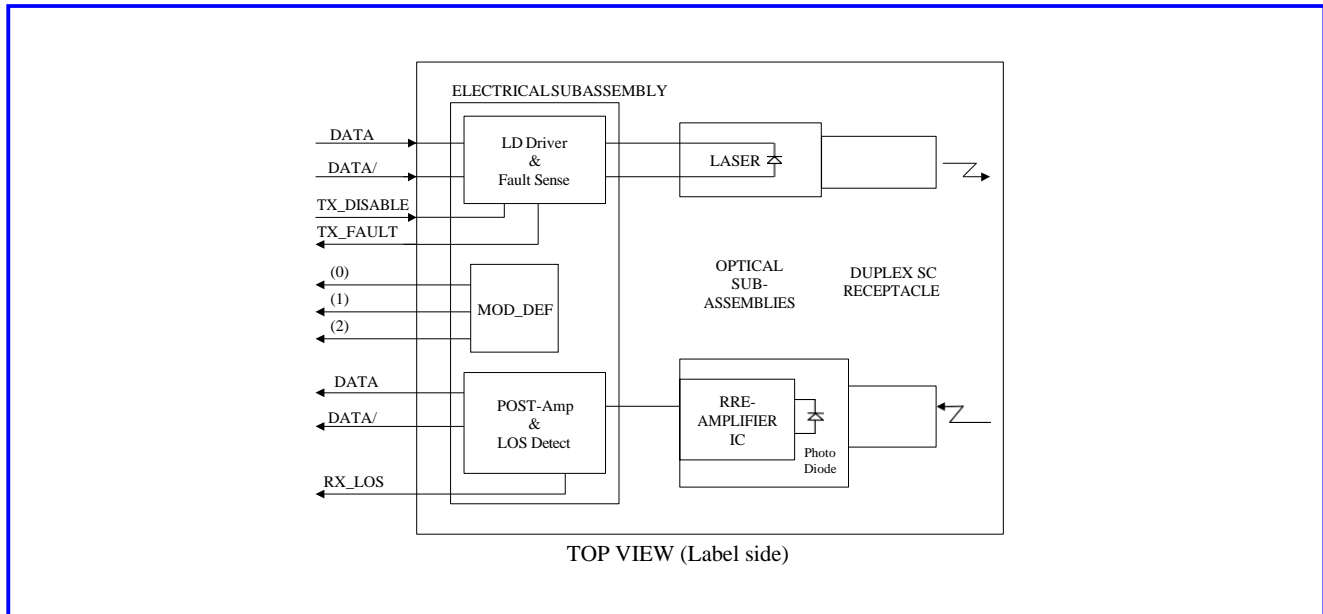 ELECTRICALSUBASSEMBLY
DATA
DATA/
TX_DISABLE
TX_FAULT
LD Driver
&
Fault Sense
LASER
(0)
(1)
(2)
MOD_DEF
OPTICAL
SUB-
ASSEMBLIES
DUPLEX SC
RECEPTACLE
DATA
DATA/
RX_LOS
POST-Amp
&
LOS Detect
RRE-
AMPLIFIER
IC
Photo
Diode
TOP VIEW (Label side)